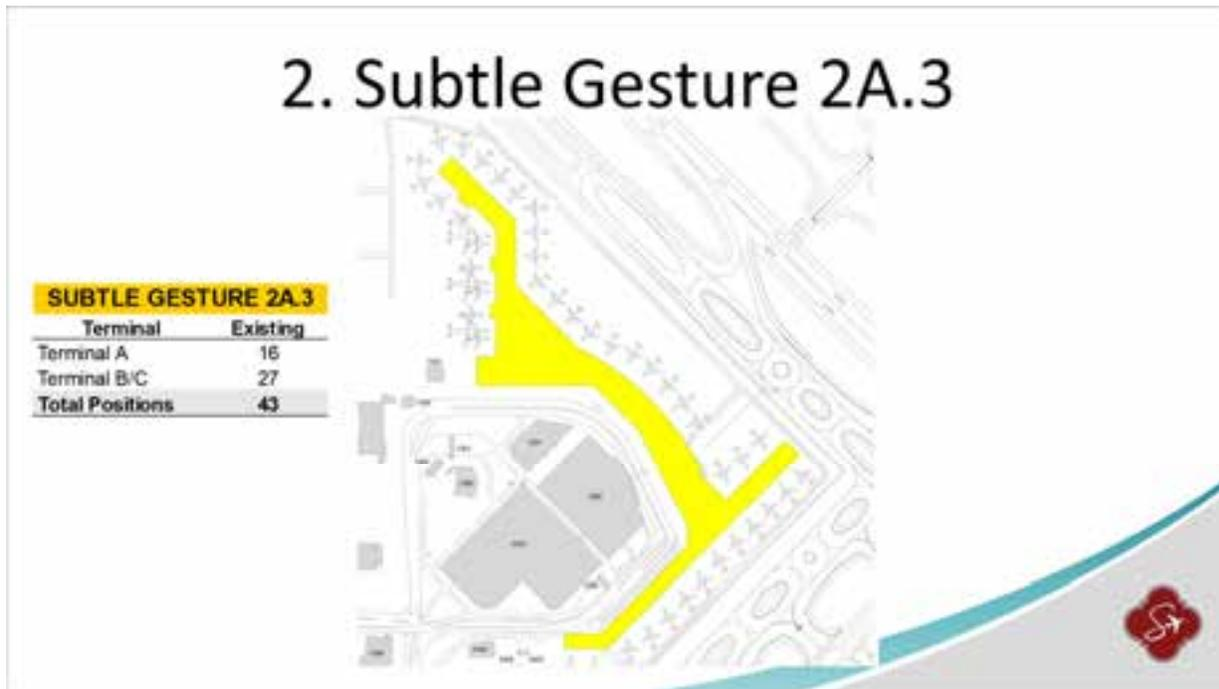 2. Subtle Gesture 2A.3
SUBTLE GESTURE 2A.3
Terminal Existing
Terminal A 16
Terminal B/C 27
Total Positions 43